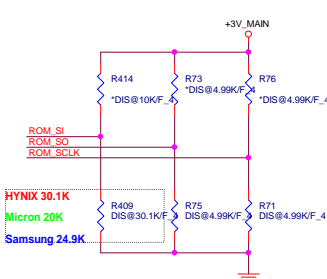 +3V_MAIN
R414
R73
R76
*DIS@10K/F_4
*DIS@4.99K/F_4
*DIS@4.99K/F_4
ROM_SI
ROM_SO
ROM_SCLK
HYNIX 30.1K
Micron 20K
Samsung 24.9K
R409
DIS@30.1K/F_4
R75
DIS@4.99K/F_4
R71
DIS@4.99K/F_4